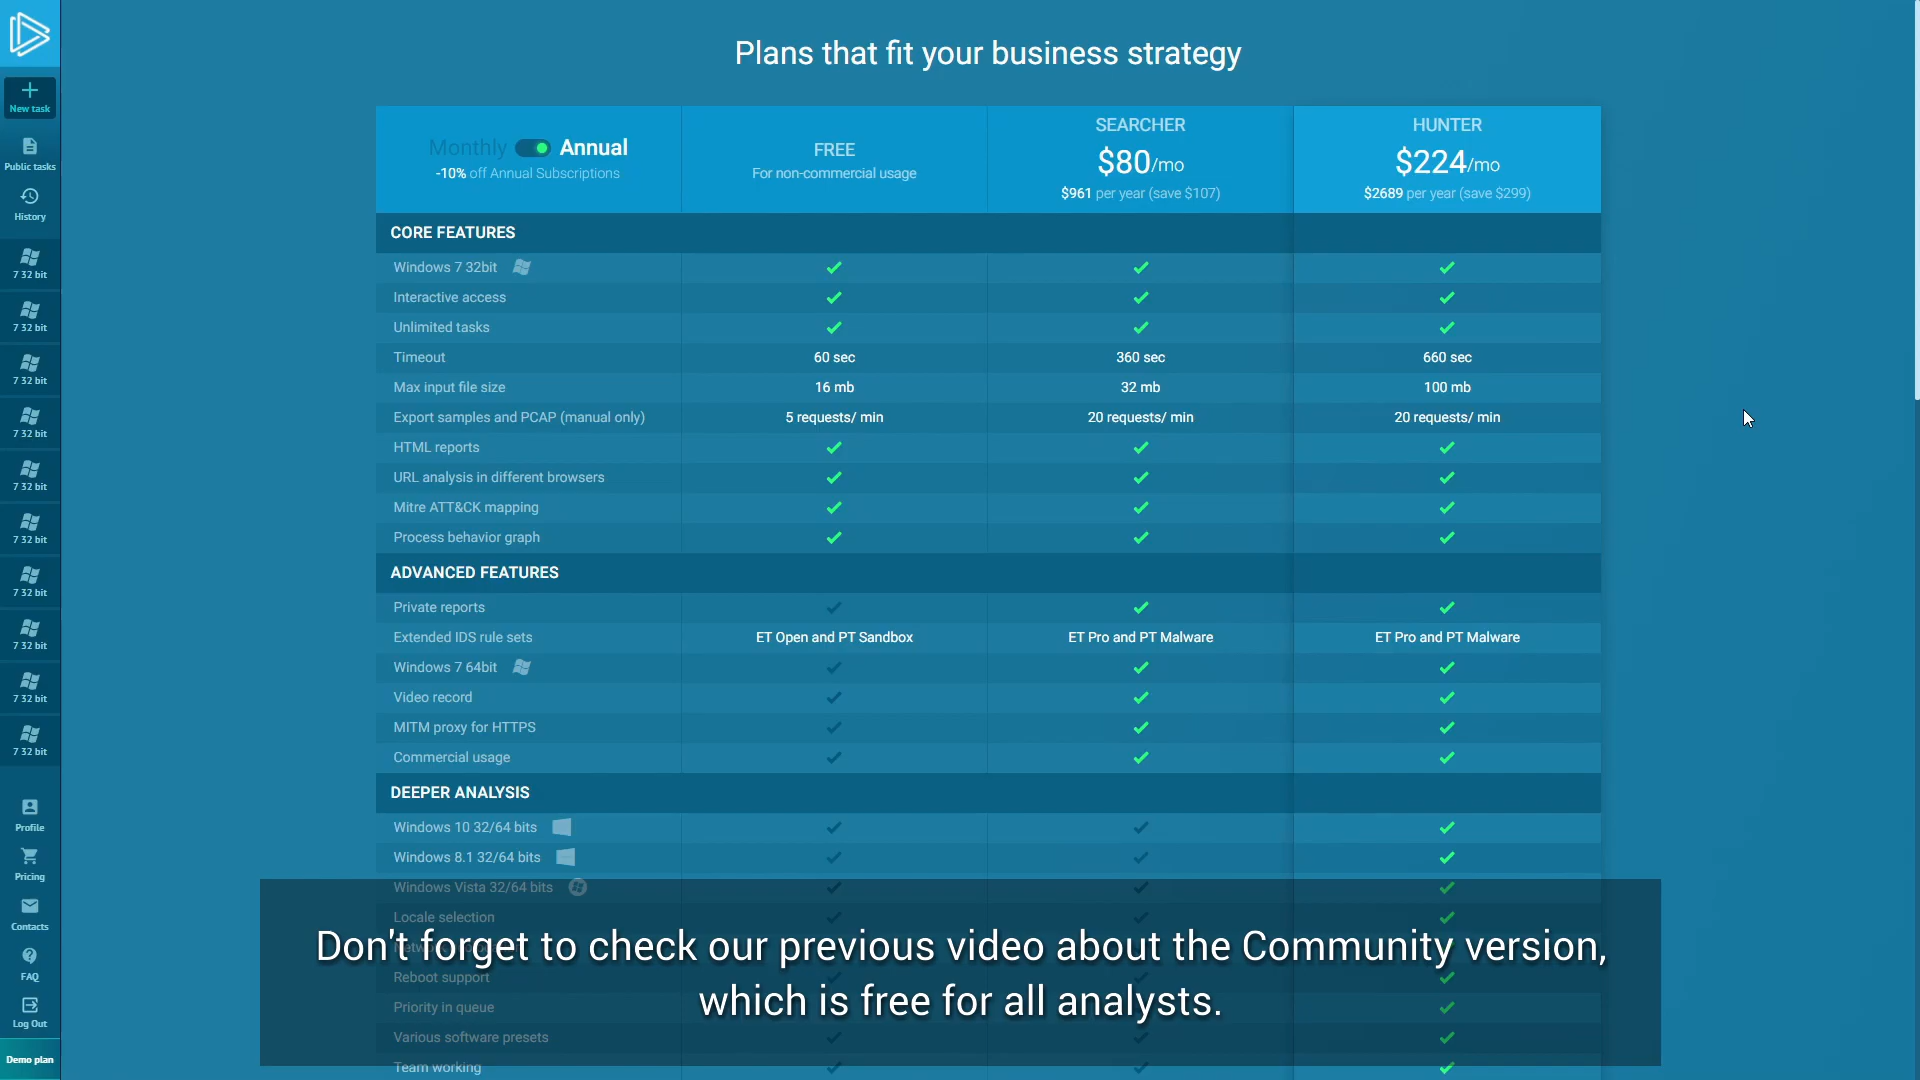 Plans that fit your business strategy
New task
Public tasks
History
7 32 bit
7 32 bit
7 32 bit
7 32 bit
7 32 bit
7 32 bit
7 32 bit
7 32 bit
7 32 bit
7 32 bit
Profile
Pricing
Contacts
FAQ
Log Out
Demo plan
Monthly Annual
-10% off Annual Subscriptions
FREE
For non-commercial usage
SEARCHER
$80/mo
$961 per year (save $107)
HUNTER
$224/mo
$2689 per year (save $299)
CORE FEATURES
Windows 7 32bit
Interactive access
Unlimited tasks
Timeout 60 sec 360 sec 660 sec
Max input file size 16 mb 32 mb 100 mb
Export samples and PCAP (manual only) 5 requests/ min 20 requests/ min 20 requests/ min
HTML reports
URL analysis in different browsers
Mitre ATT&CK mapping
Process behavior graph
ADVANCED FEATURES
Private reports
Extended IDS rule sets ET Open and PT Sandbox ET Pro and PT Malware ET Pro and PT Malware
Windows 7 64bit
Video record
MITM proxy for HTTPS
Commercial usage
DEEPER ANALYSIS
Windows 10 32/64 bits
Windows 8.1 32/64 bits
Windows Vista 32/64 bits
Locale selection
Reboot support
Priority in queue
Various software presets
Team working
Don't forget to check our previous video about the Community version,
which is free for all analysts.